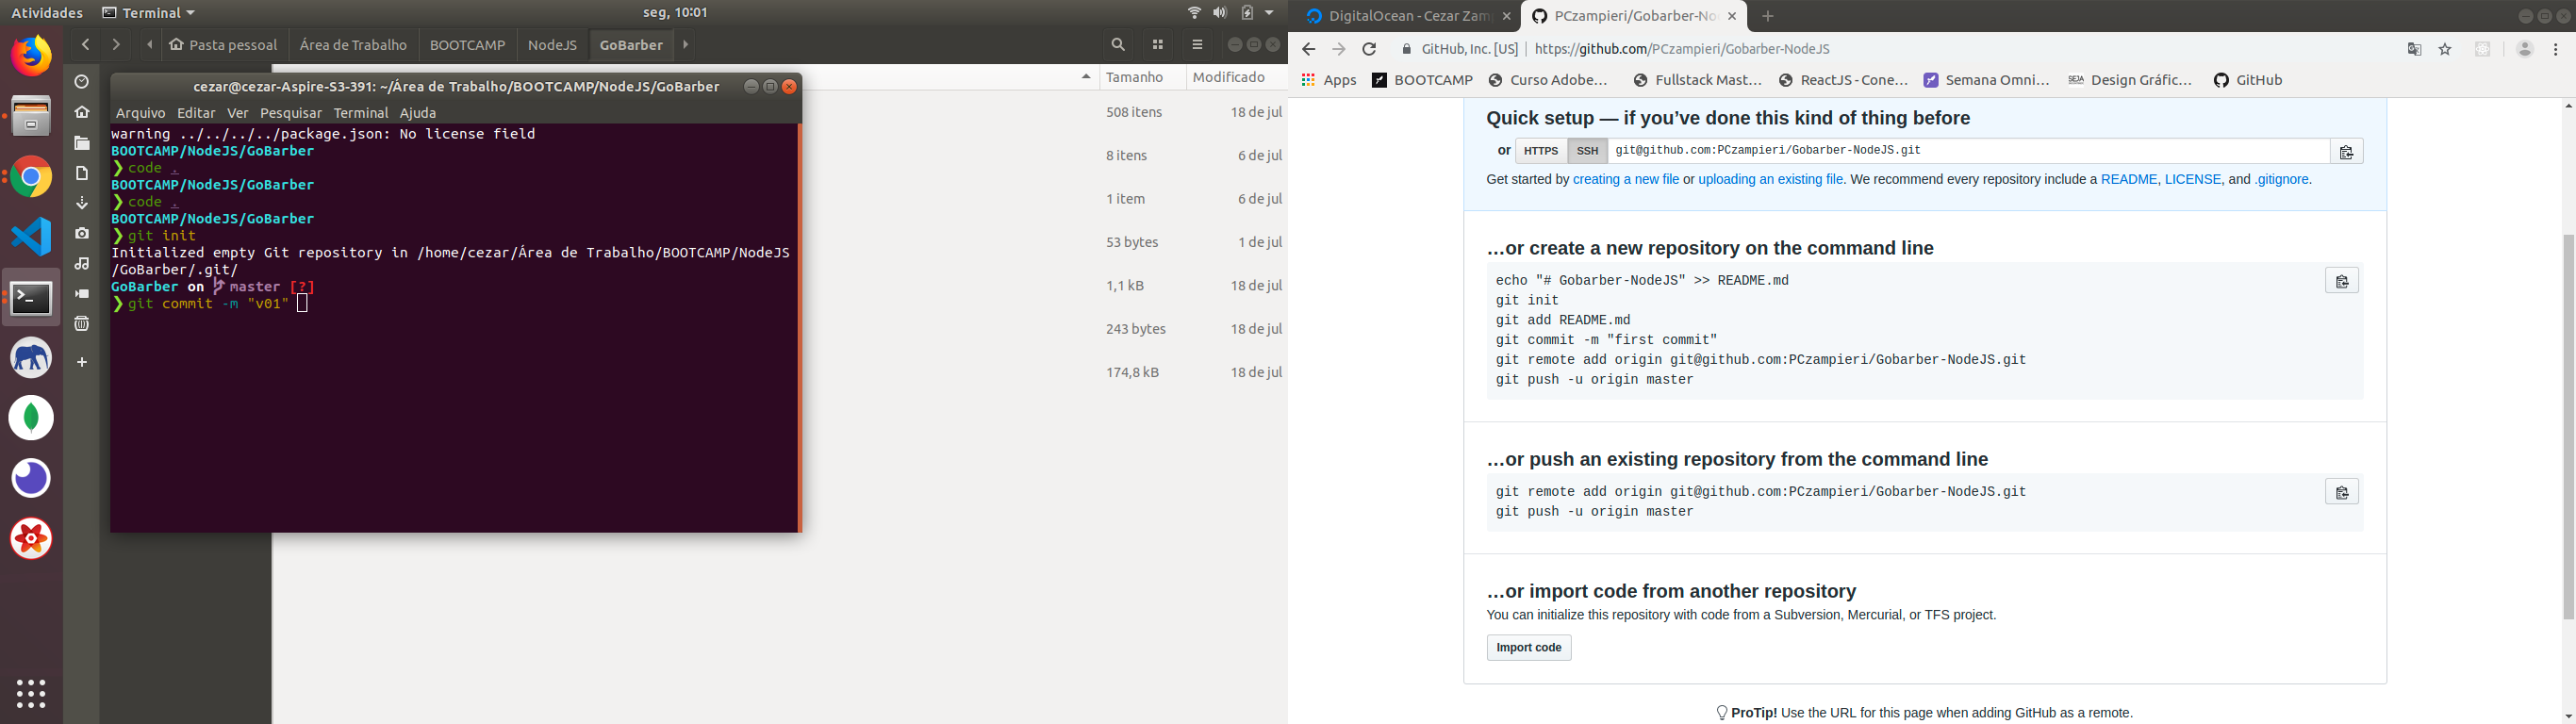 Atividades
Terminal
seg, 10:01
Pasta pessoal
Área de Trabalho
BOOTCAMP
NodeJS
GoBarber
Tamanho
Modificado
508 itens
18 de jul
8 itens
6 de jul
1 item
6 de jul
53 bytes
1 de jul
1,1 kB
18 de jul
243 bytes
18 de jul
174,8 kB
18 de jul
cezar@cezar-Aspire-S3-391: ~/Área de Trabalho/BOOTCAMP/NodeJS/GoBarber
Arquivo Editar Ver Pesquisar Terminal Ajuda
warning ../../../../package.json: No license field
BOOTCAMP/NodeJS/GoBarber
❯ code .
BOOTCAMP/NodeJS/GoBarber
❯ code .
BOOTCAMP/NodeJS/GoBarber
❯ git init
Initialized empty Git repository in /home/cezar/Área de Trabalho/BOOTCAMP/NodeJS
/GoBarber/.git/
GoBarber on master [?]
❯ git commit -m "v01"
DigitalOcean - Cezar Zam
PCzampieri/Gobarber-No
GitHub, Inc. [US]
https://github.com/PCzampieri/Gobarber-NodeJS
Apps
BOOTCAMP
Curso Adobe…
Fullstack Mast…
ReactJS - Cone…
Semana Omni…
SEJA
Design Gráfic…
GitHub
Quick setup — if you’ve done this kind of thing before
or HTTPS SSH git@github.com:PCzampieri/Gobarber-NodeJS.git
Get started by creating a new file or uploading an existing file. We recommend every repository include a README, LICENSE, and .gitignore.
…or create a new repository on the command line
echo "# Gobarber-NodeJS" >> README.md
git init
git add README.md
git commit -m "first commit"
git remote add origin git@github.com:PCzampieri/Gobarber-NodeJS.git
git push -u origin master
…or push an existing repository from the command line
git remote add origin git@github.com:PCzampieri/Gobarber-NodeJS.git
git push -u origin master
…or import code from another repository
You can initialize this repository with code from a Subversion, Mercurial, or TFS project.
Import code
ProTip! Use the URL for this page when adding GitHub as a remote.